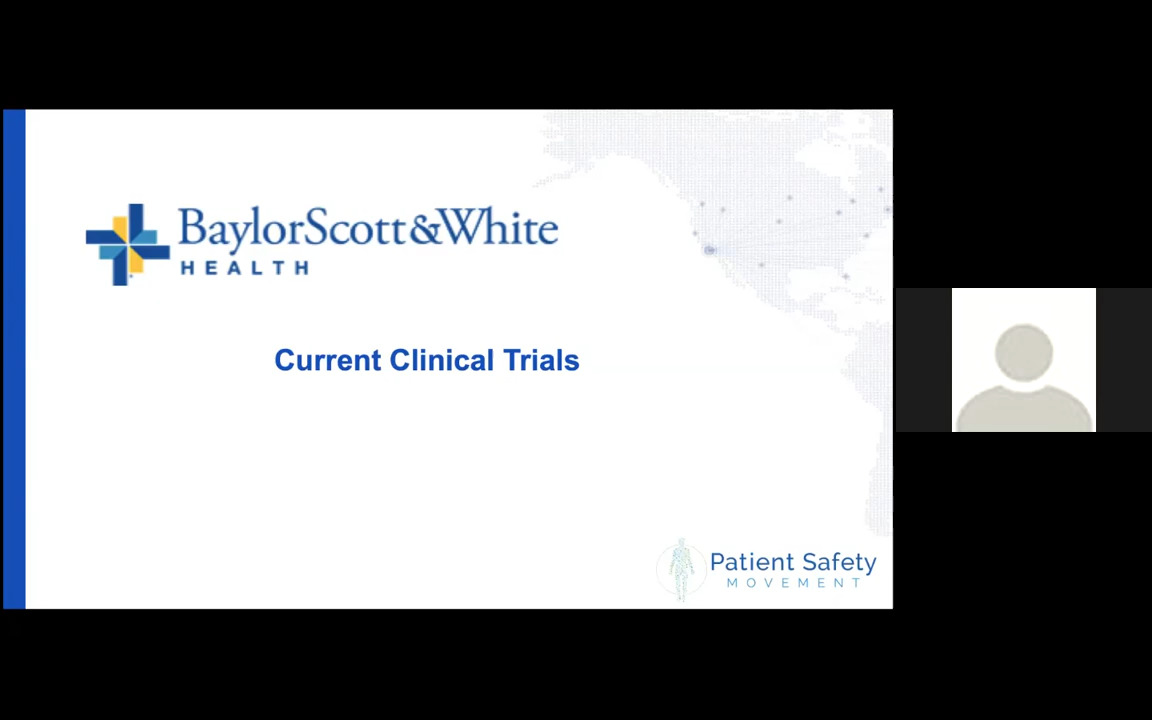 BaylorScott&White
HEALTH
Current Clinical Trials
Patient Safety
MOVEMENT